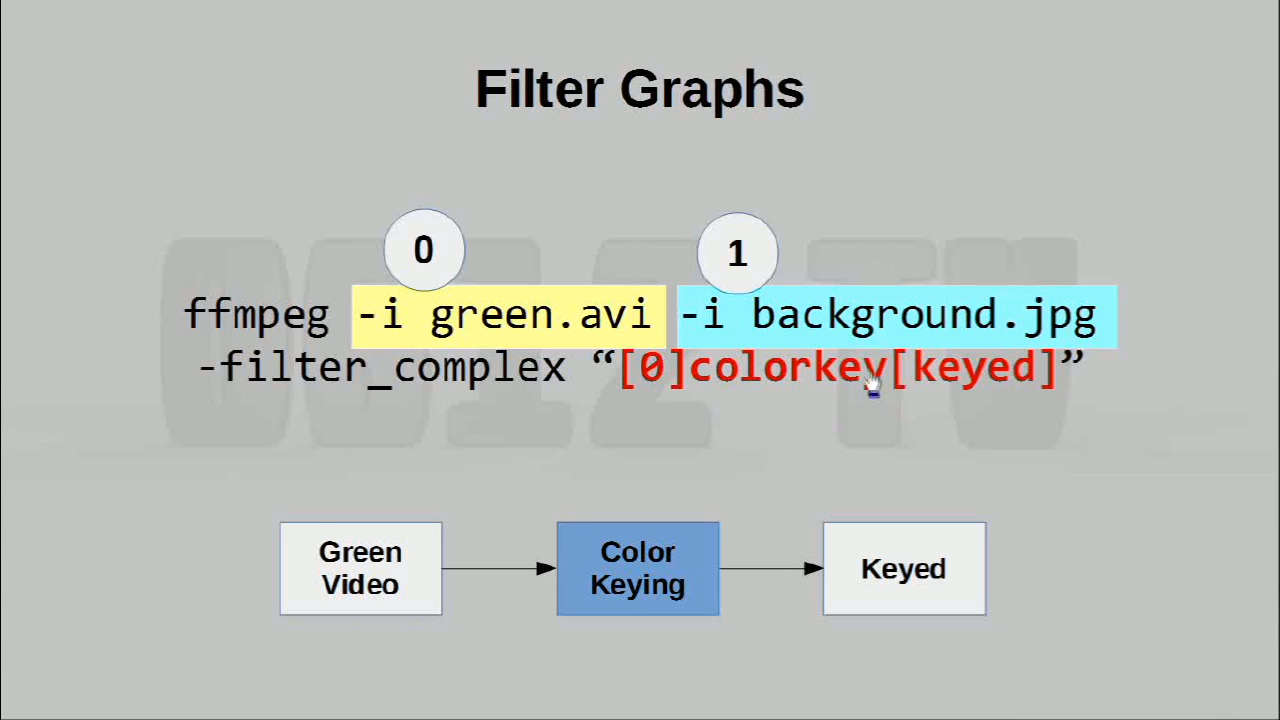 Filter Graphs
0
1
ffmpeg -i green.avi -i background.jpg
-filter_complex “[0]colorkey[keyed]”
Green
Video
Color
Keying
Keyed